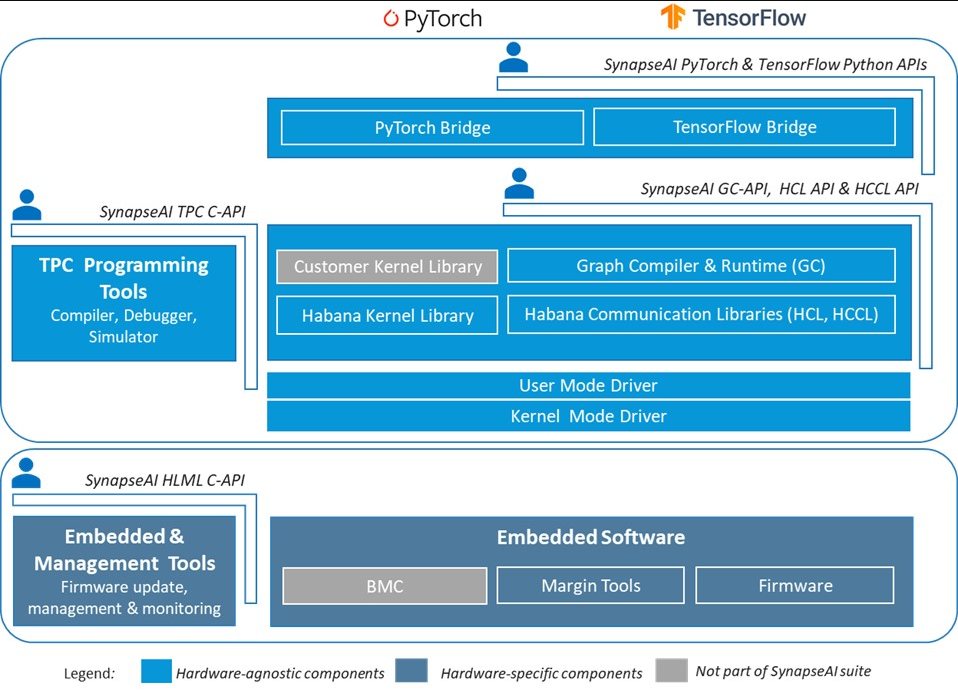 PyTorch
TensorFlow
SynapseAI PyTorch & TensorFlow Python APIs
PyTorch Bridge
TensorFlow Bridge
SynapseAI GC-API, HCL API & HCCL API
SynapseAI TPC C-API
TPC Programming
Tools
Compiler, Debugger,
Simulator
Customer Kernel Library
Graph Compiler & Runtime (GC)
Habana Kernel Library
Habana Communication Libraries (HCL, HCCL)
User Mode Driver
Kernel Mode Driver
SynapseAI HLML C-API
Embedded &
Management Tools
Firmware update,
management & monitoring
Embedded Software
BMC
Margin Tools
Firmware
Legend:
Hardware-agnostic components
Hardware-specific components
Not part of SynapseAI suite